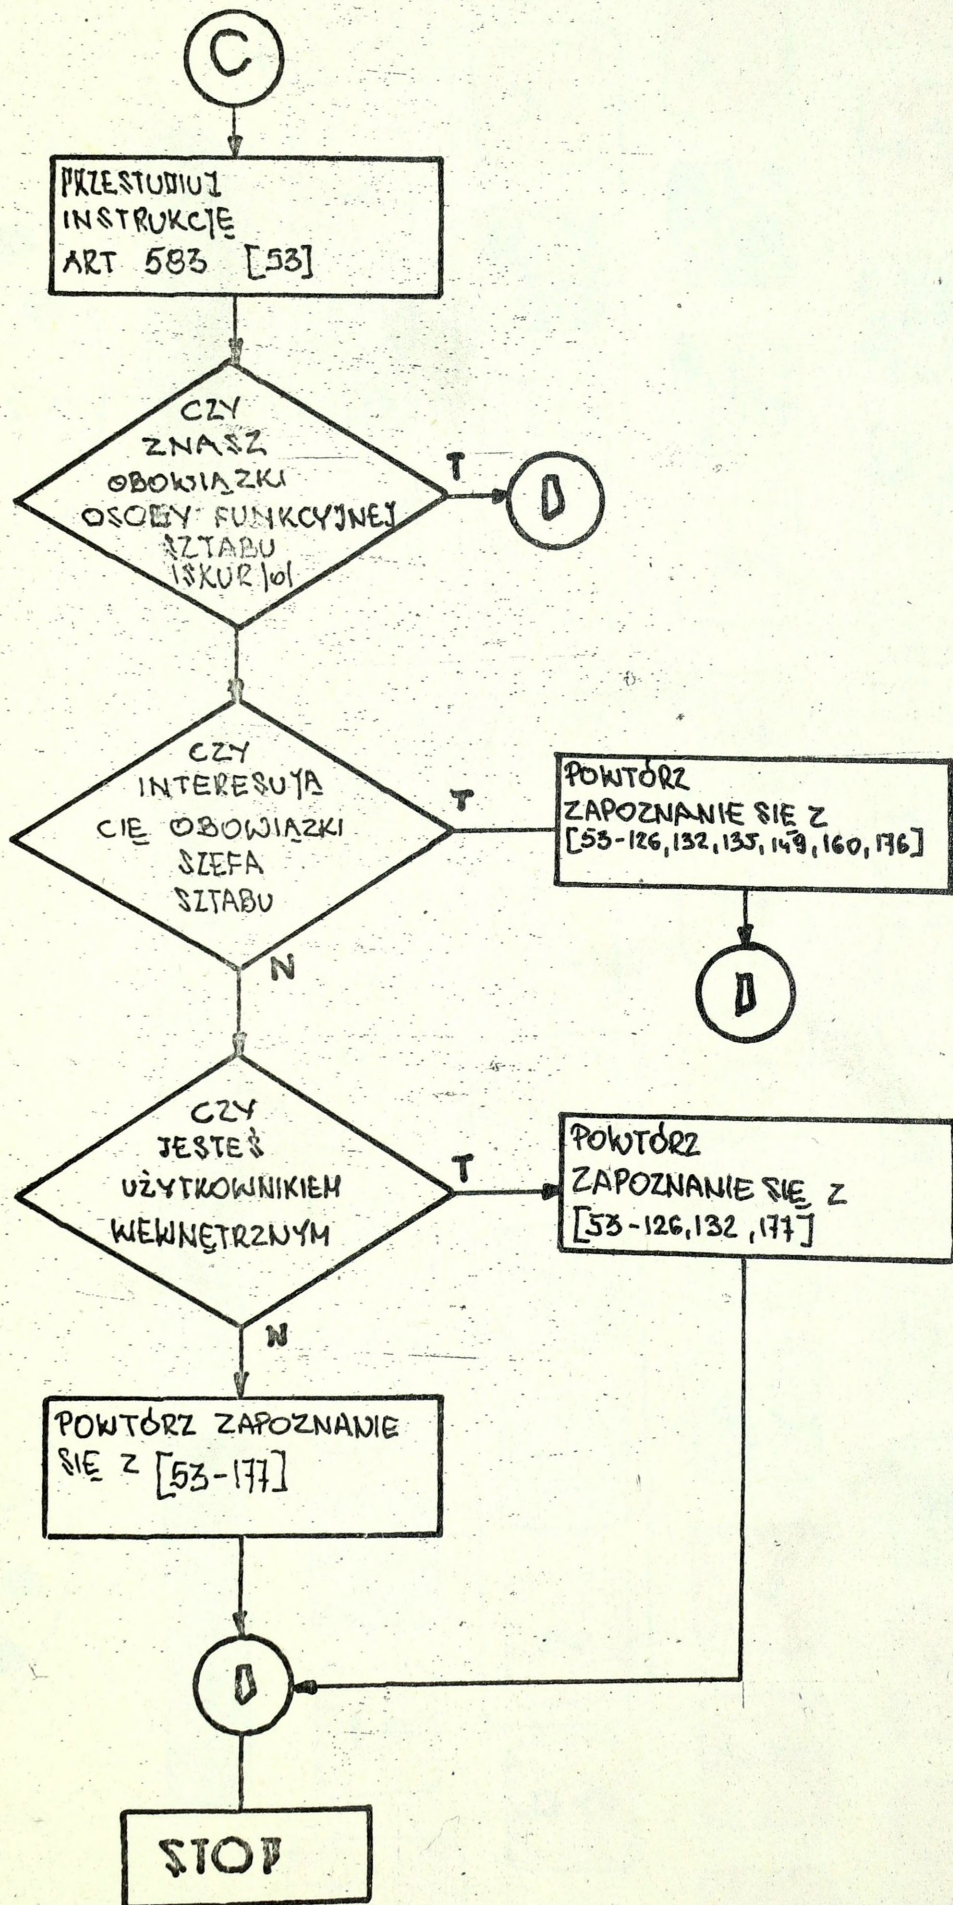 C
PRZESTUDIUJ
INSTRUKCJĘ
ART 583 [53]
CZY
ZNASZ
OBOWIĄZKI
OSOBY FUNKCYJNEJ
SZTABU
ISKUR/o/
T
D
CZY
INTERESUJĄ
CIĘ OBOWIĄZKI
SZEFA
SZTABU
T
POWTÓRZ
ZAPOZNANIE SIĘ Z
[53-126,132,135,149,160,176]
D
N
CZY
JESTEŚ
UŻYTKOWNIKIEM
WEWNĘTRZNYM
T
POWTÓRZ
ZAPOZNANIE SIĘ Z
[53-126,132,177]
N
POWTÓRZ ZAPOZNANIE
SIĘ Z [53-177]
D
STOP